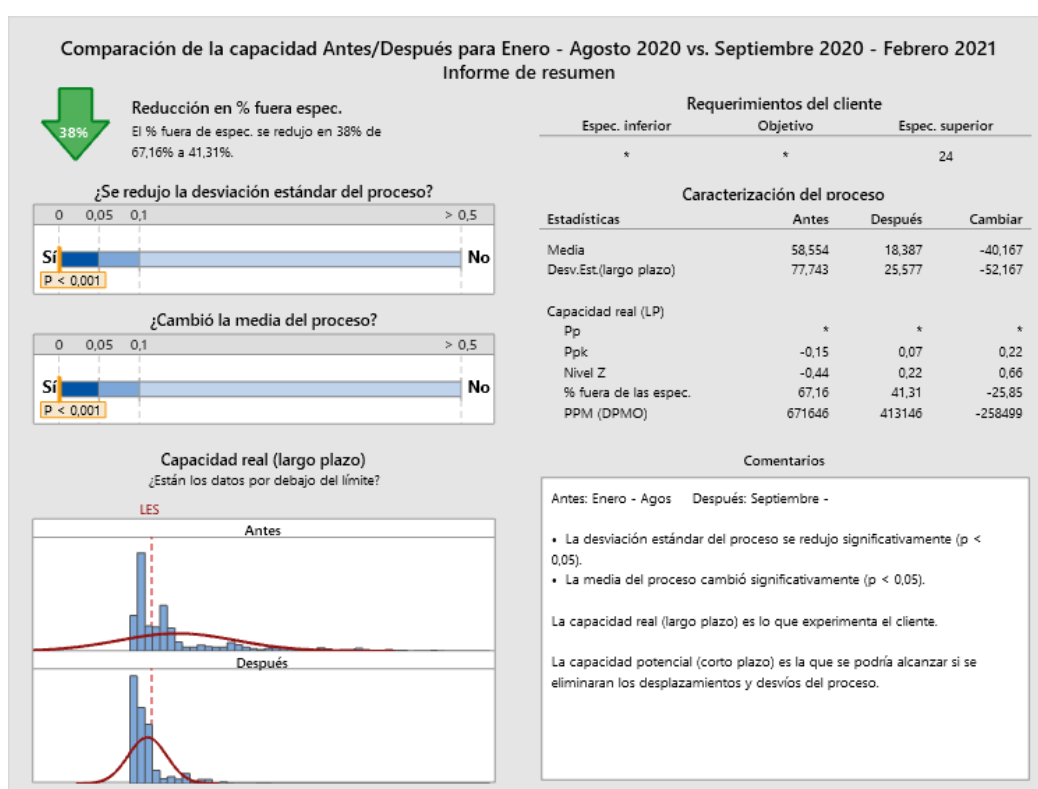 Comparación de la capacidad Antes/Después para Enero - Agosto 2020 vs. Septiembre 2020 - Febrero 2021
Informe de resumen
38%
Reducción en % fuera espec.
El % fuera de espec. se redujo en 38% de
67,16% a 41,31%.
¿Se redujo la desviación estándar del proceso?
0 0,05 0,1 > 0,5
Sí No
P < 0,001
¿Cambió la media del proceso?
0 0,05 0,1 > 0,5
Sí No
P < 0,001
Capacidad real (largo plazo)
¿Están los datos por debajo del límite?
LES
Antes
Después
Requerimientos del cliente
Espec. inferior Objetivo Espec. superior
* * 24
Caracterización del proceso
Estadísticas Antes Después Cambiar
Media 58,554 18,387 -40,167
Desv.Est.(largo plazo) 77,743 25,577 -52,167
Capacidad real (LP)
Pp * * *
Ppk -0,15 0,07 0,22
Nivel Z -0,44 0,22 0,66
% fuera de las espec. 67,16 41,31 -25,85
PPM (DPMO) 671646 413146 -258499
Comentarios
Antes: Enero - Agos Después: Septiembre -
• La desviación estándar del proceso se redujo significativamente (p <
0,05).
• La media del proceso cambió significativamente (p < 0,05).
La capacidad real (largo plazo) es lo que experimenta el cliente.
La capacidad potencial (corto plazo) es la que se podría alcanzar si se
eliminaran los desplazamientos y desvíos del proceso.